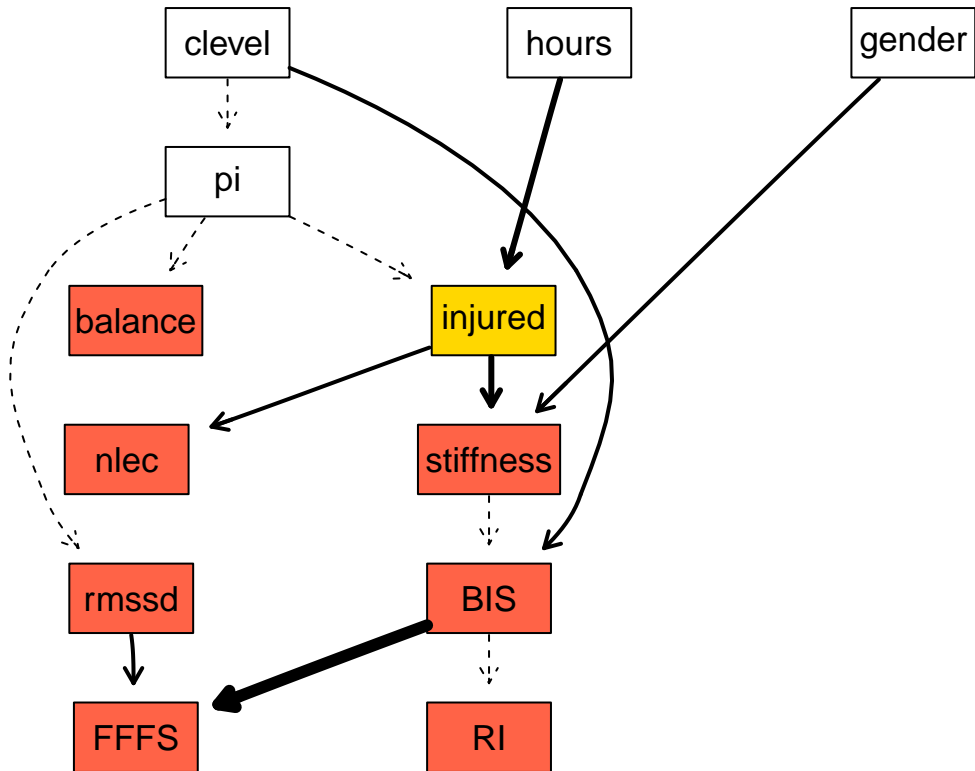 clevel
hours
gender
pi
balance
injured
nlec
stiffness
rmssd
BIS
FFFS
RI